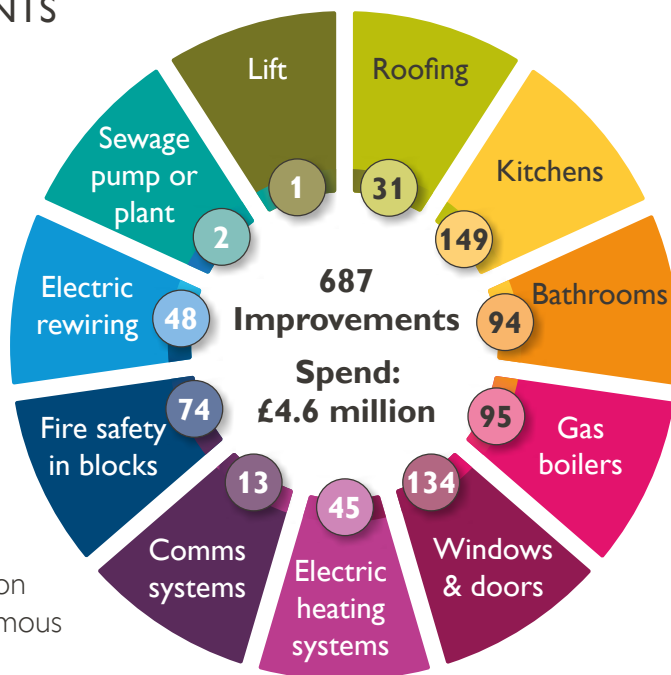 Lift
1
Roofing
31
Kitchens
149
Bathrooms
94
Gas
boilers
95
Windows
& doors
134
Electric
heating
systems
45
Comms
systems
13
Fire safety
in blocks
74
Electric
rewiring
48
Sewage
pump or
plant
2
687
Improvements
Spend:
£4.6 million
on